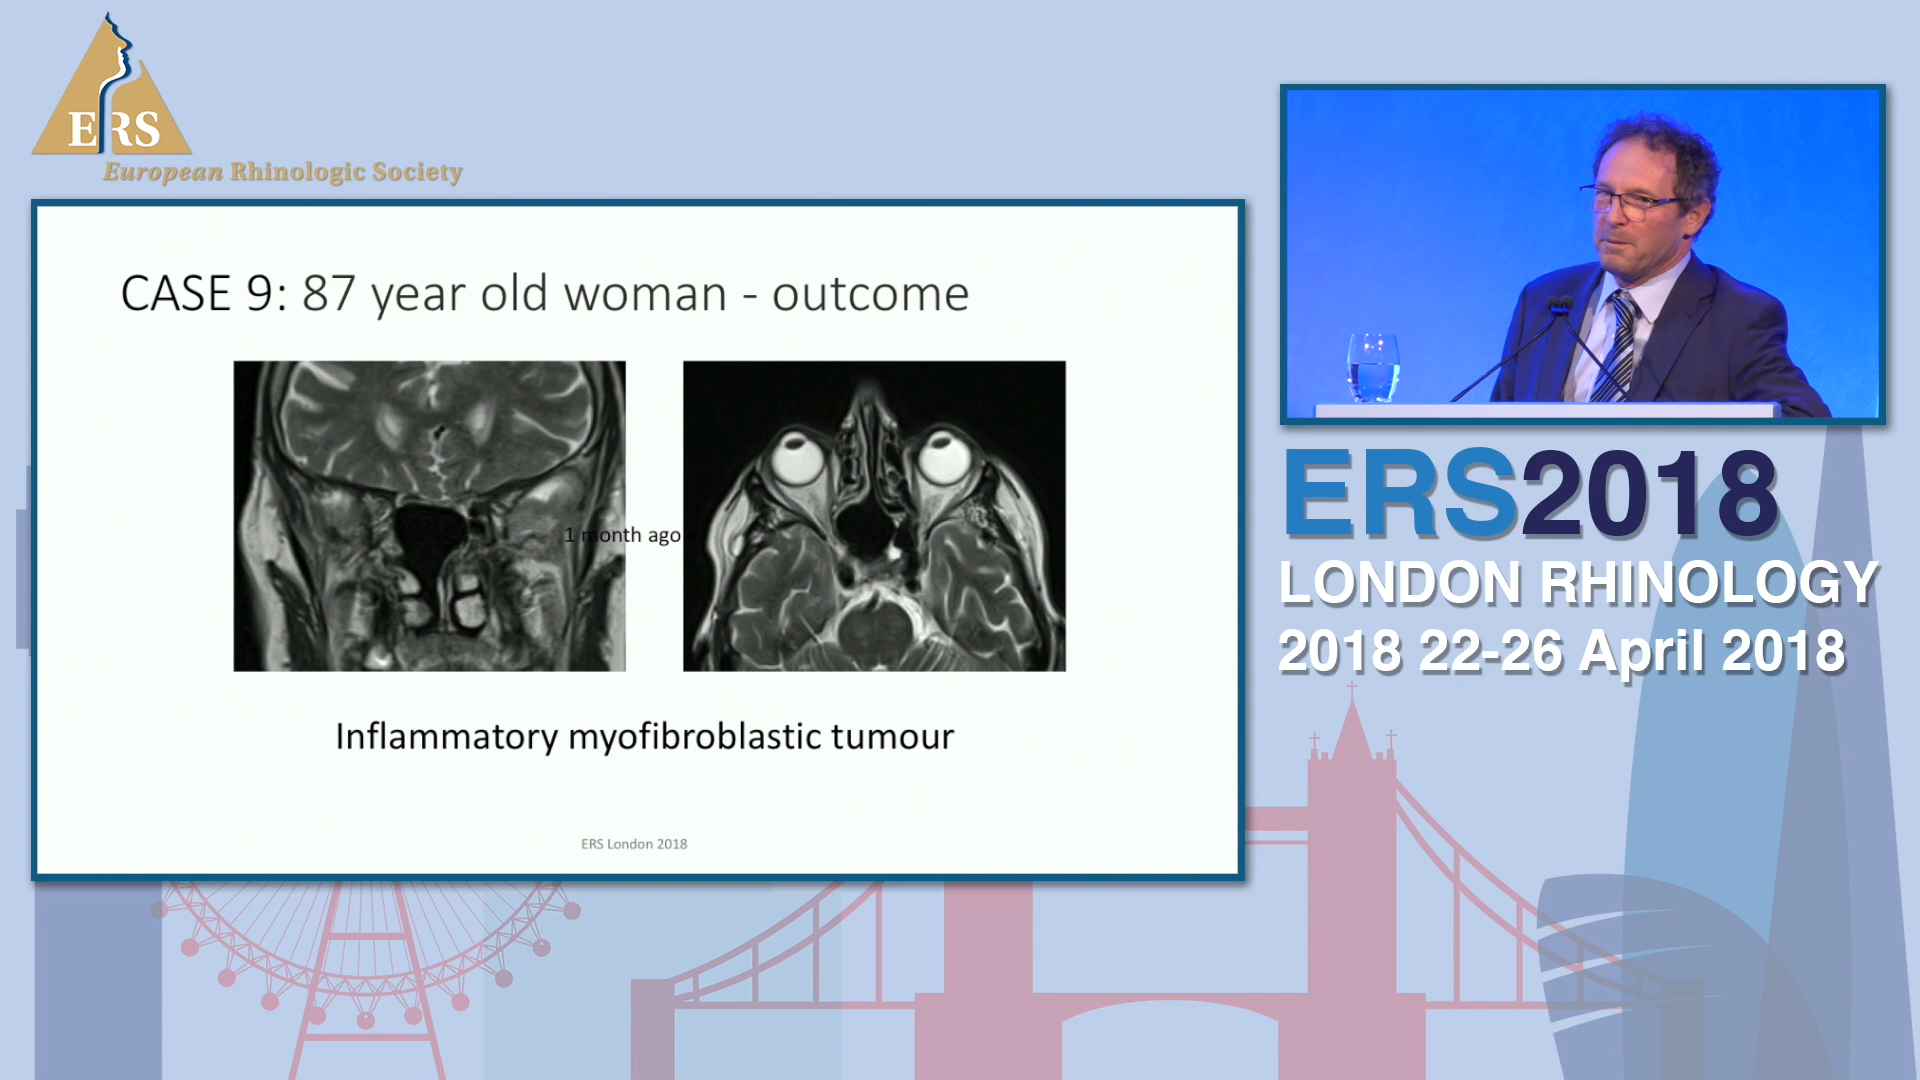 ERS
European Rhinologic Society
CASE 9: 87 year old woman - outcome
1 month ago
Inflammatory myofibroblastic tumour
ERS London 2018
ERS2018
LONDON RHINOLOGY
2018 22-26 April 2018